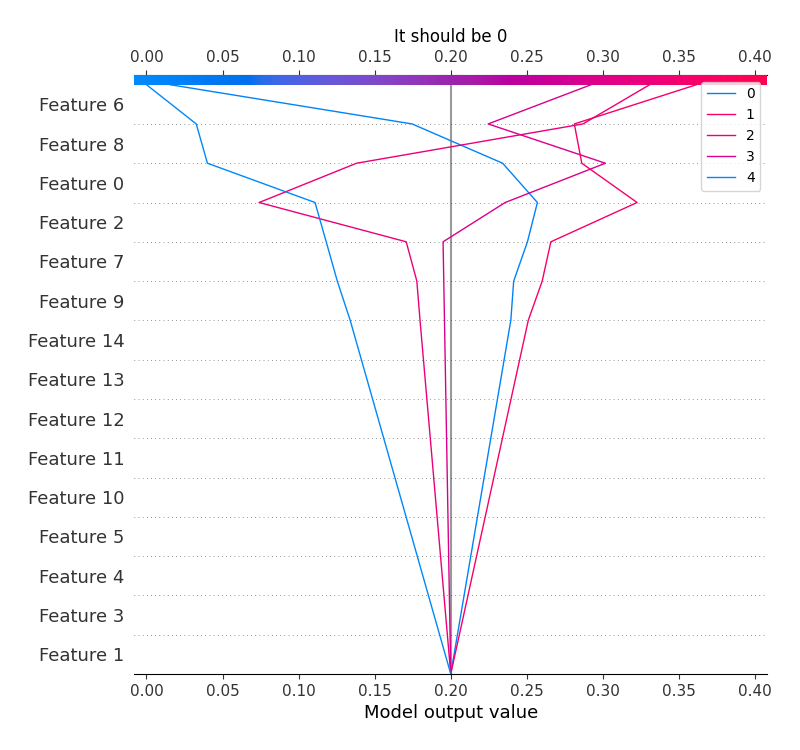 It should be 0
0.00 0.05 0.10 0.15 0.20 0.25 0.30 0.35 0.40
0
1
2
3
4
Feature 6
Feature 8
Feature 0
Feature 2
Feature 7
Feature 9
Feature 14
Feature 13
Feature 12
Feature 11
Feature 10
Feature 5
Feature 4
Feature 3
Feature 1
0.00 0.05 0.10 0.15 0.20 0.25 0.30 0.35 0.40
Model output value